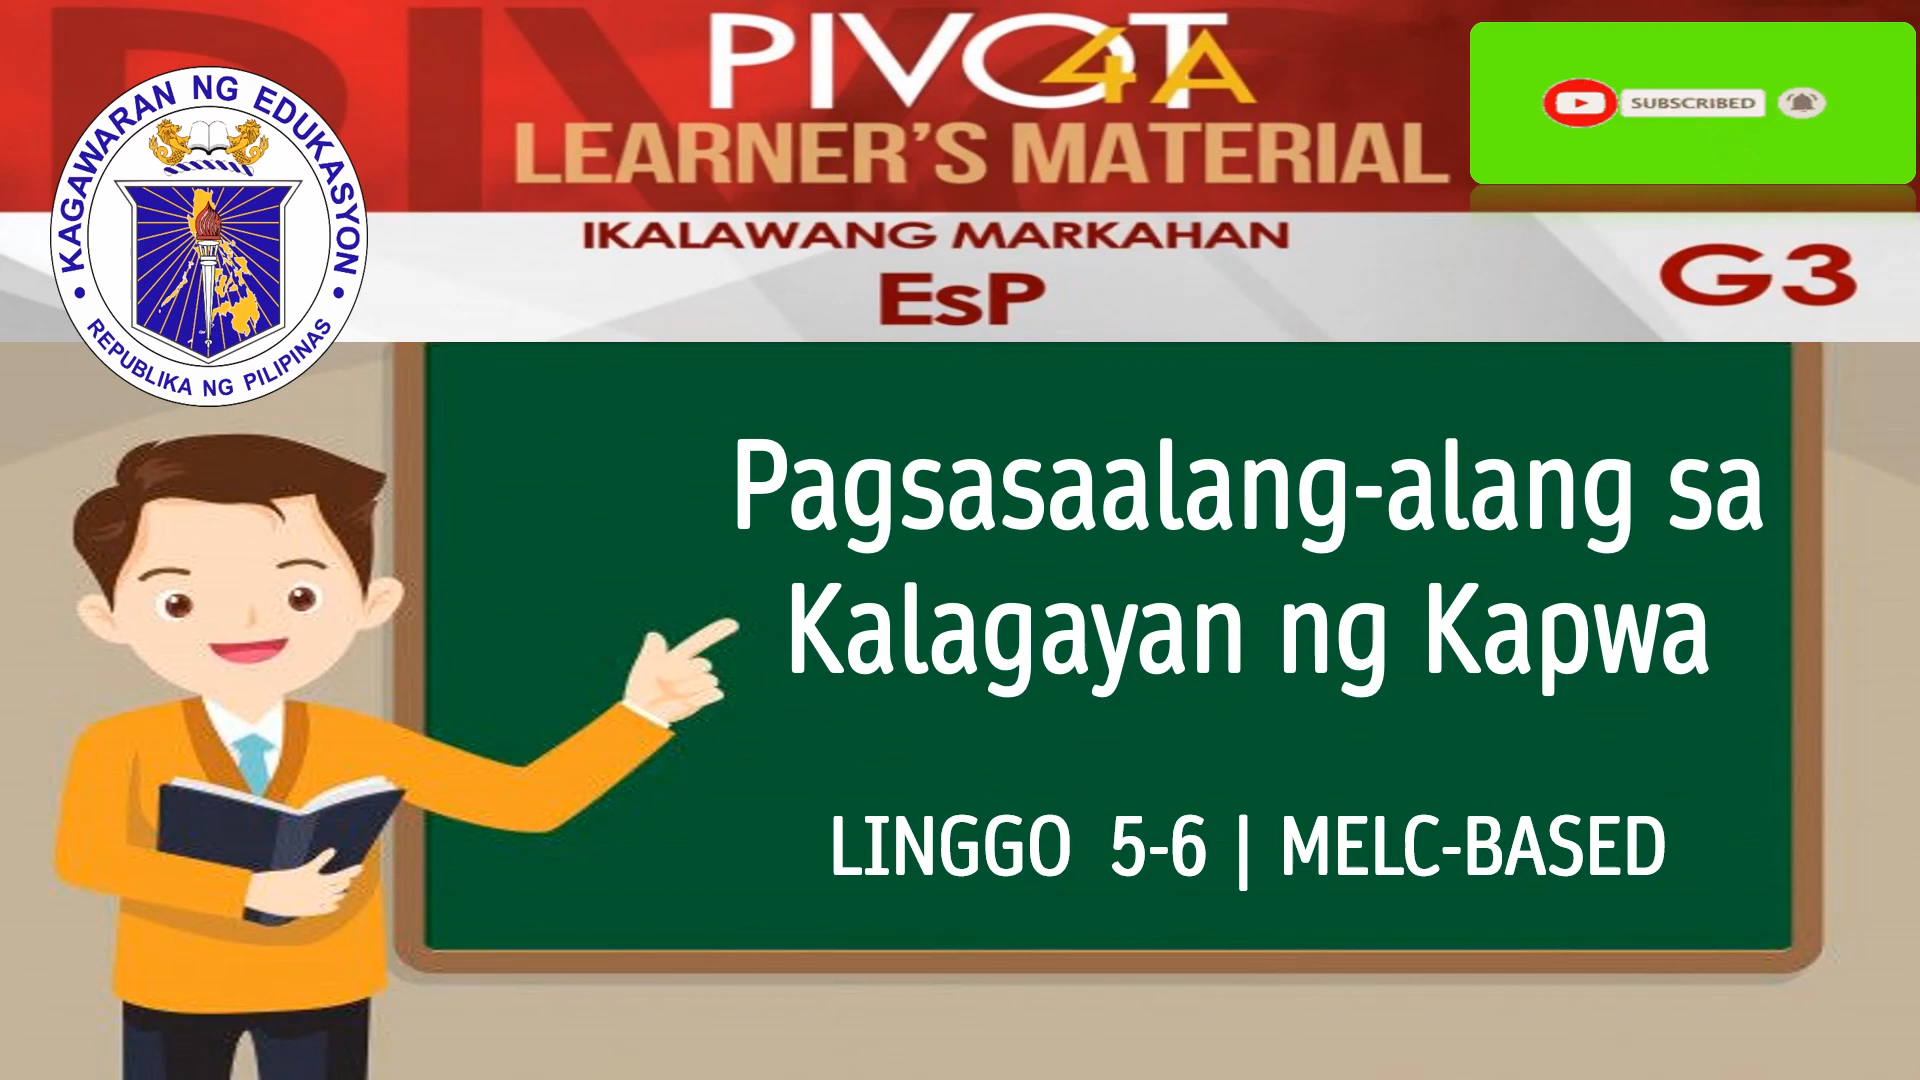 PIVOT 4A
LEARNER'S MATERIAL
SUBSCRIBED
KAGAWARAN NG EDUKASYON
REPUBLIKA NG PILIPINAS
IKALAWANG MARKAHAN
EsP
G3
Pagsasaalang-alang sa
Kalagayan ng Kapwa
LINGGO 5-6 | MELC-BASED